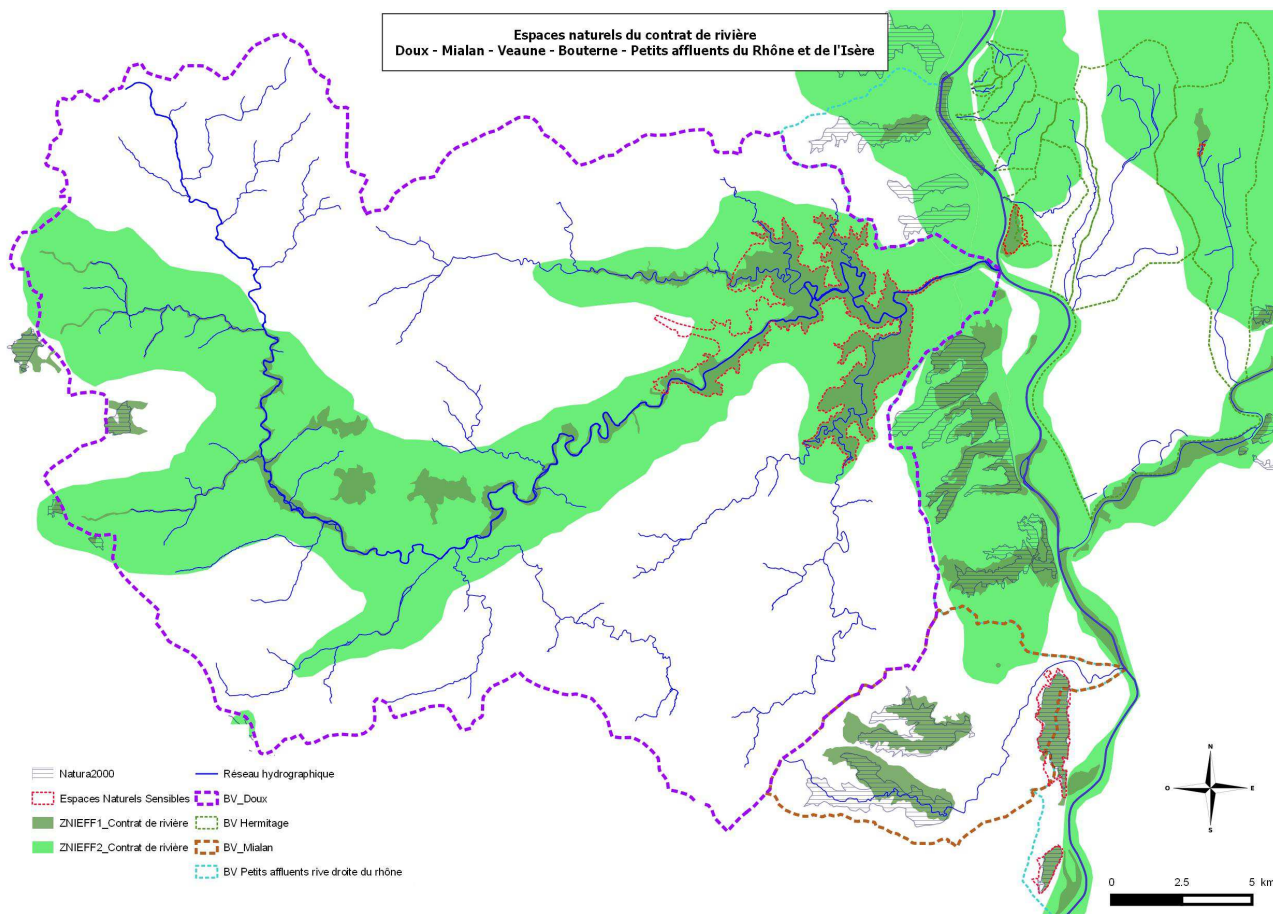 Espaces naturels du contrat de rivière
Doux - Mialan - Veaune - Bouterne - Petits affluents du Rhône et de l'Isère
Natura2000
Espaces Naturels Sensibles
ZNIEFF1_Contrat de rivière
ZNIEFF2_Contrat de rivière
Réseau hydrographique
BV_Doux
BV Hermitage
BV_Mialan
BV Petits affluents rive droite du rhône
N
O
E
S
0 2.5 5 km